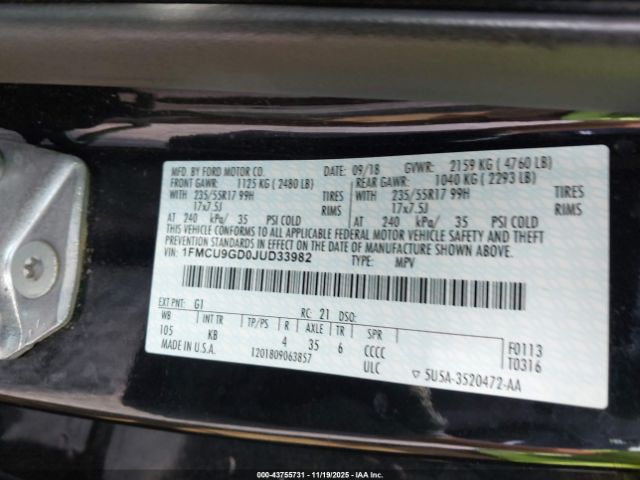 MFD. BY FORD MOTOR CO. DATE: 09/18 GVWR: 2159 KG ( 4760 LB)
FRONT GAWR: 1125 KG ( 2480 LB) REAR GAWR: 1040 KG ( 2293 LB)
WITH 235/55R17 99H TIRES WITH 235/55R17 99H TIRES
17x7.5J RIMS 17x7.5J RIMS
AT 240 kPa/ 35 PSI COLD AT 240 kPa/ 35 PSI COLD
THIS VEHICLE CONFORMS TO ALL APPLICABLE FEDERAL MOTOR VEHICLE SAFETY AND THEFT
PREVENTION STANDARDS IN EFFECT ON THE DATE OF MANUFACTURE SHOWN ABOVE.
VIN: 1FMCU9GD0JUD33982 TYPE: MPV
EXT PNT: G1 RC: 21 DSO:
WB INT TR TP/PS R AXLE TR SPR
105 KB 4 35 6 CCCC F0113
MADE IN U.S.A. 1201809063857 ULC T0316
▽ 5U5A-3520472-AA
000-43755731 - 11/19/2025 - IAA Inc.